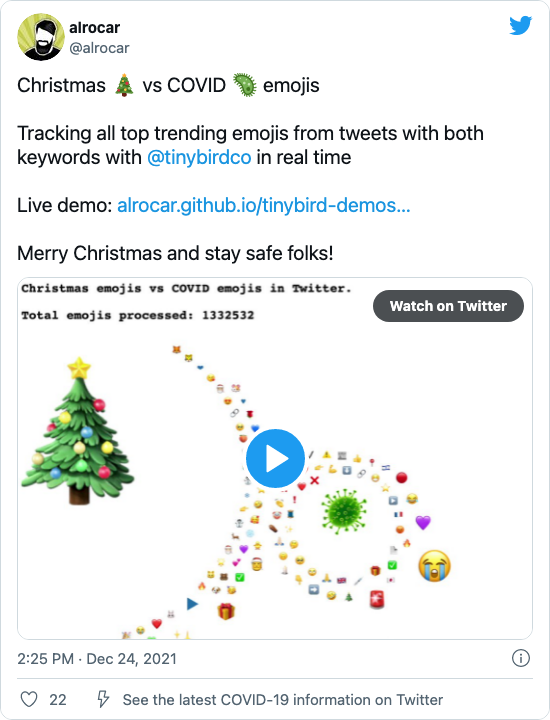 alrocar
@alrocar
Christmas 🎄 vs COVID 🦠 emojis
Tracking all top trending emojis from tweets with both
keywords with @tinybirdco in real time
Live demo: alrocar.github.io/tinybird-demos...
Merry Christmas and stay safe folks!
Christmas emojis vs COVID emojis in Twitter.
Watch on Twitter
Total emojis processed: 1332532
2:25 PM · Dec 24, 2021
22
See the latest COVID-19 information on Twitter